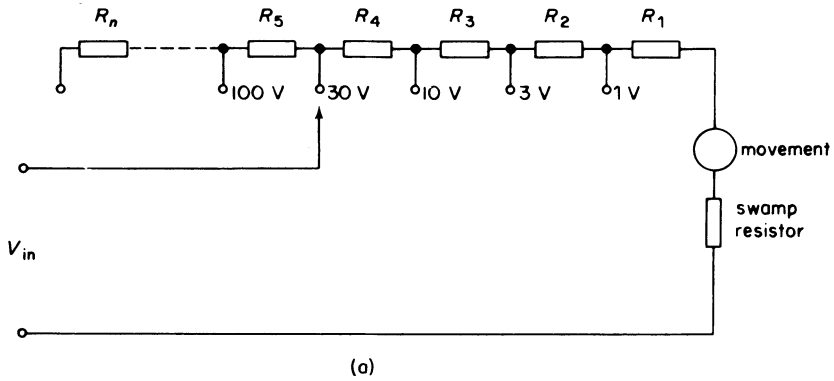 Rn R5 R4 R3 R2 R1
100 V 30 V 10 V 3 V 1 V
movement
swamp
resistor
Vin
(a)